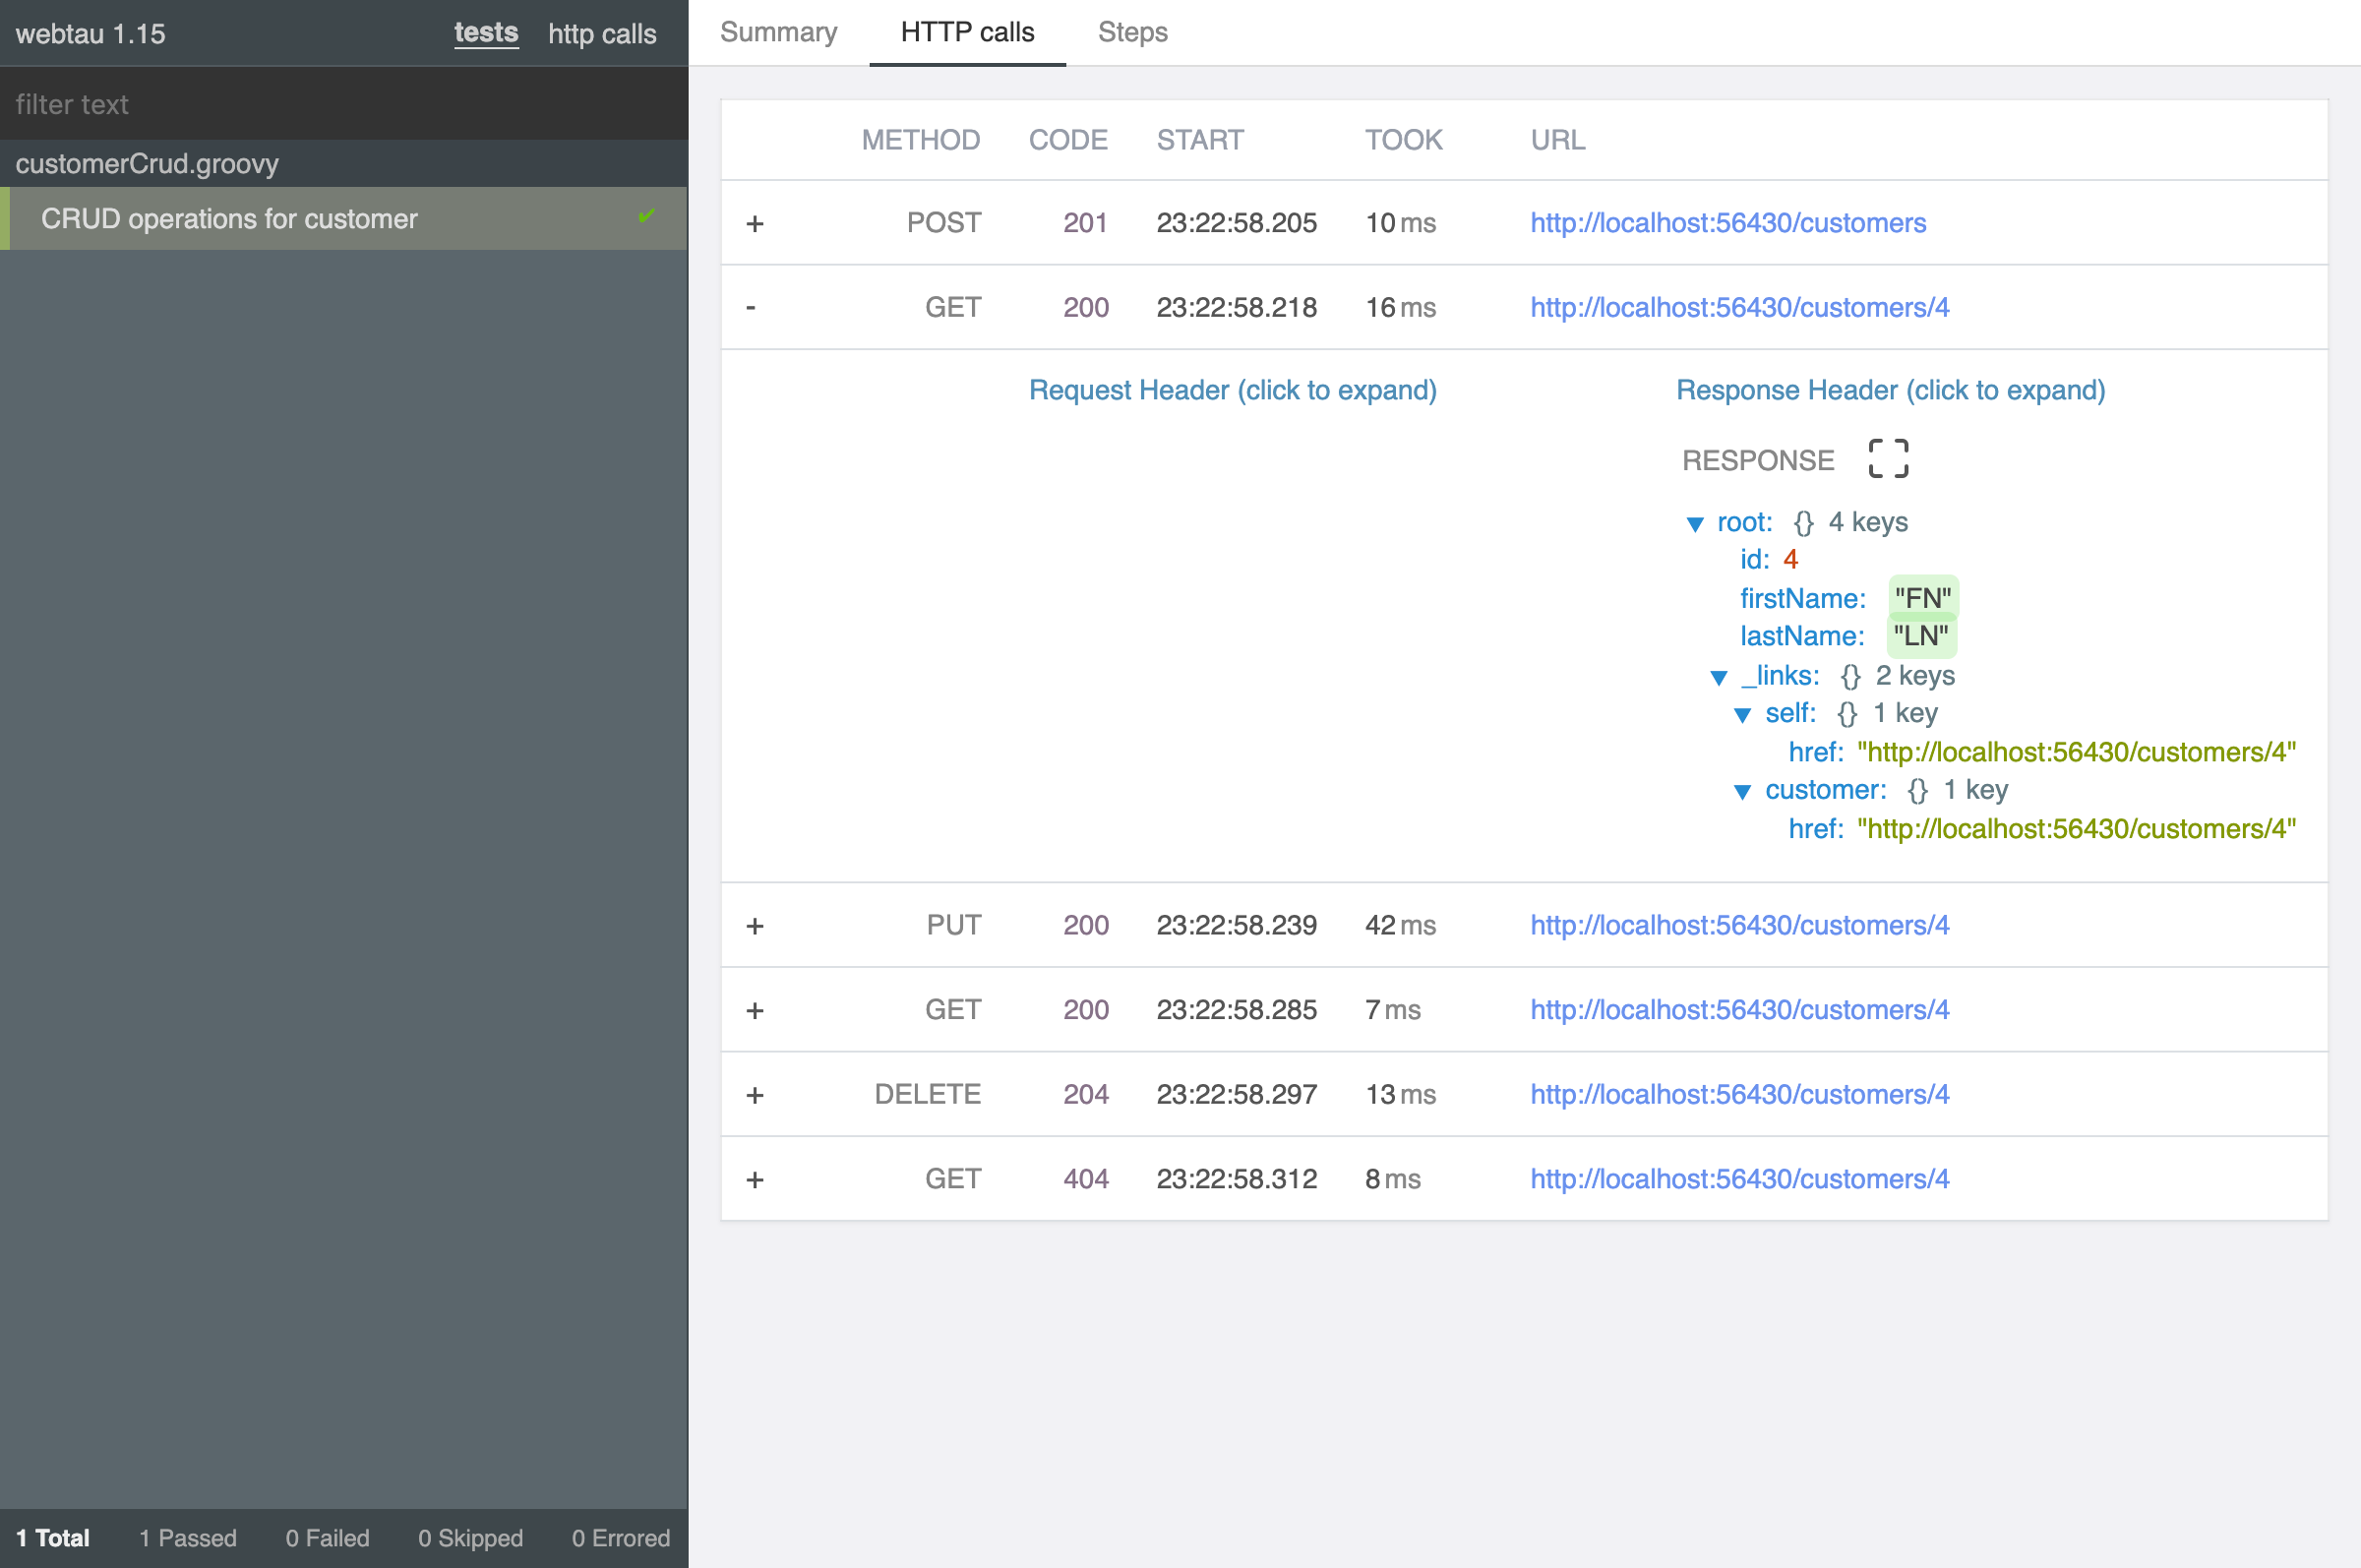 webtau 1.15 tests http calls
filter text
customerCrud.groovy
CRUD operations for customer ✔
1 Total 1 Passed 0 Failed 0 Skipped 0 Errored
Summary HTTP calls Steps
METHOD CODE START TOOK URL
+ POST 201 23:22:58.205 10 ms http://localhost:56430/customers
- GET 200 23:22:58.218 16 ms http://localhost:56430/customers/4
Request Header (click to expand) Response Header (click to expand)
RESPONSE
▼ root: {} 4 keys
id: 4
firstName: "FN"
lastName: "LN"
▼ _links: {} 2 keys
▼ self: {} 1 key
href: "http://localhost:56430/customers/4"
▼ customer: {} 1 key
href: "http://localhost:56430/customers/4"
+ PUT 200 23:22:58.239 42 ms http://localhost:56430/customers/4
+ GET 200 23:22:58.285 7 ms http://localhost:56430/customers/4
+ DELETE 204 23:22:58.297 13 ms http://localhost:56430/customers/4
+ GET 404 23:22:58.312 8 ms http://localhost:56430/customers/4